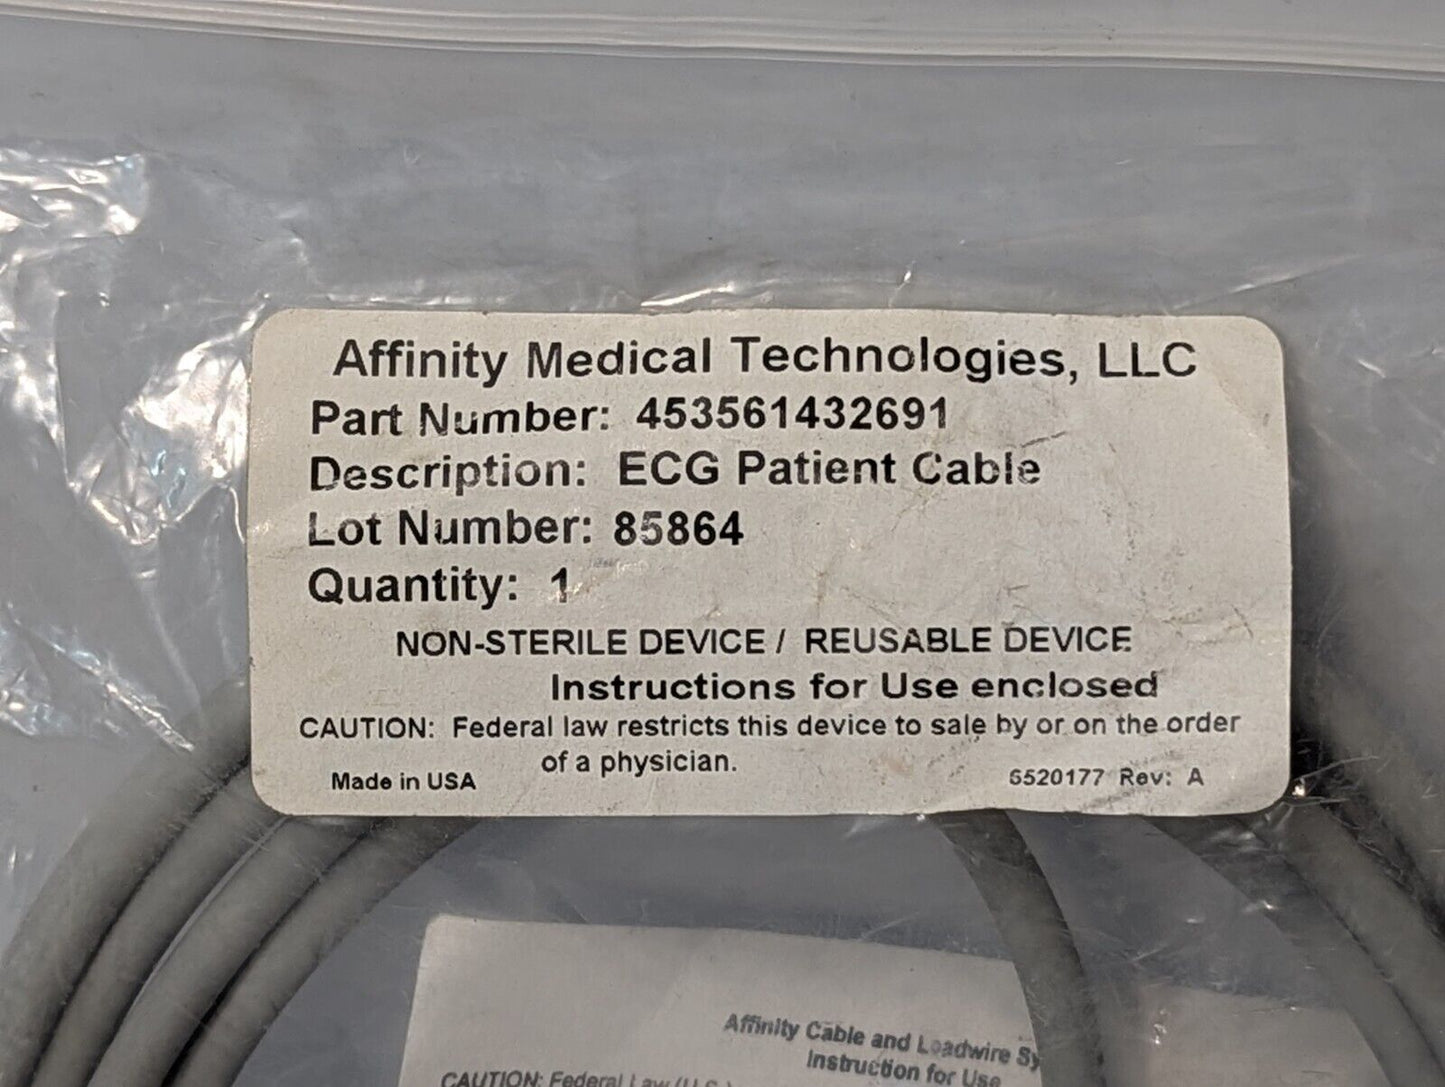 Affinity Medical Technologies, LLC
Part Number: 453561432691
Description: ECG Patient Cable
Lot Number: 85864
Quantity: 1
NON-STERILE DEVICE / REUSABLE DEVICE
Instructions for Use enclosed
CAUTION: Federal law restricts this device to sale by or on the order
of a physician.
Made in USA 6520177 Rev: A
Affinity Cable and Leadwire
Instruction for Use
CAUTION: Federal Law